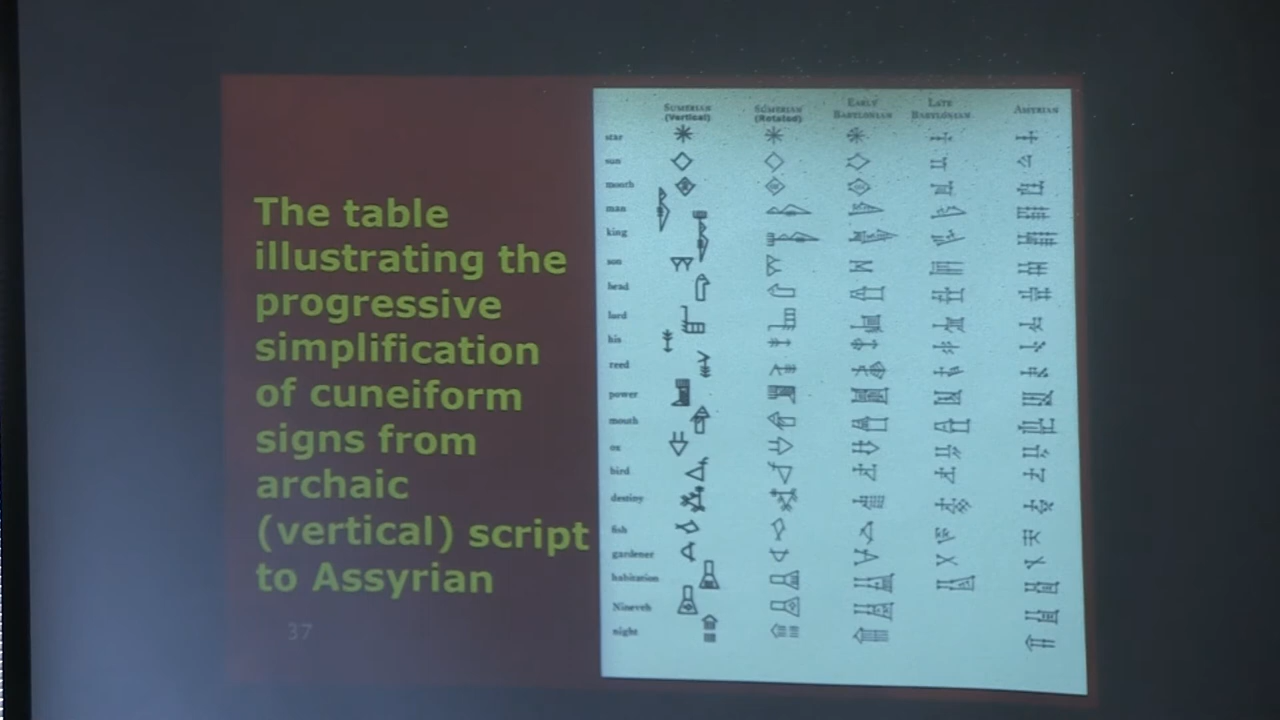 The table
illustrating the
progressive
simplification
of cuneiform
signs from
archaic
(vertical) script
to Assyrian
37
SUMERIAN (Vertical) SUMERIAN (Rotated) EARLY BABYLONIAN LATE BABYLONIAN ASSYRIAN
star
sun
month
man
king
son
head
lord
his
reed
power
mouth
ox
bird
destiny
fish
gardener
habitation
Nineveh
night